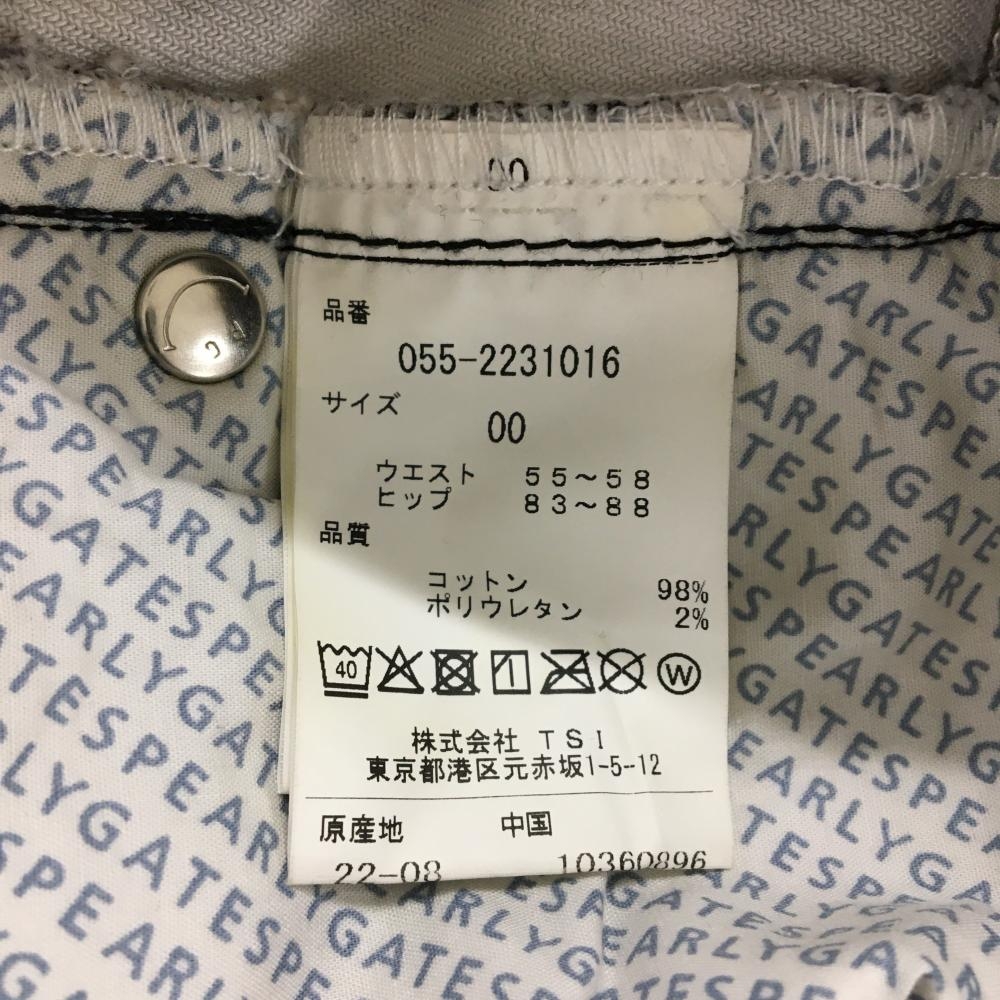 00
品番
055-2231016
サイズ
00
ウエスト 55~58
ヒップ 83~88
品質
コットン 98%
ポリウレタン 2%
40
W
株式会社 TSI
東京都港区元赤坂1-5-12
原産地 中国
22-08 10360896
PEARLYGATES